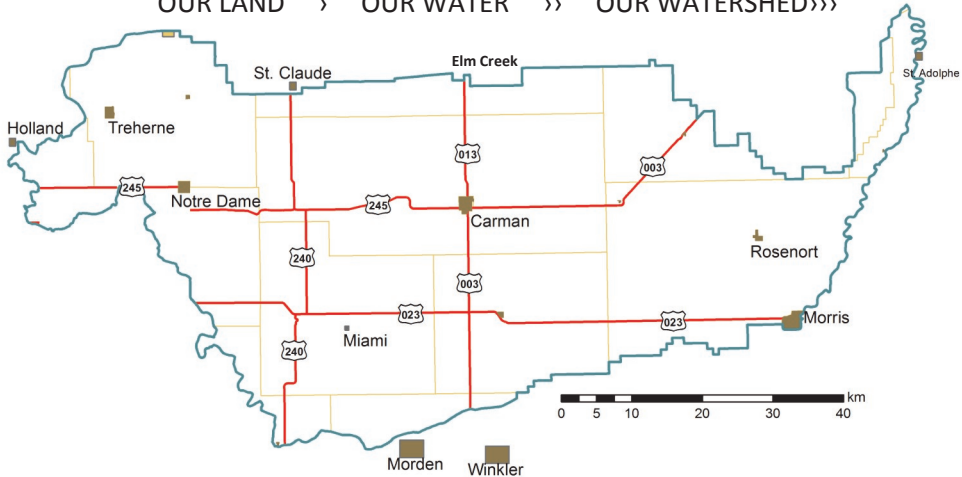 OUR LAND › OUR WATER ›› OUR WATERSHED›››
Elm Creek
St. Claude
St. Adolphe
Holland
Treherne
013
003
245
Notre Dame
245
Carman
240
Rosenort
003
023
023
Morris
240
Miami
km
0 5 10 20 30 40
Morden
Winkler